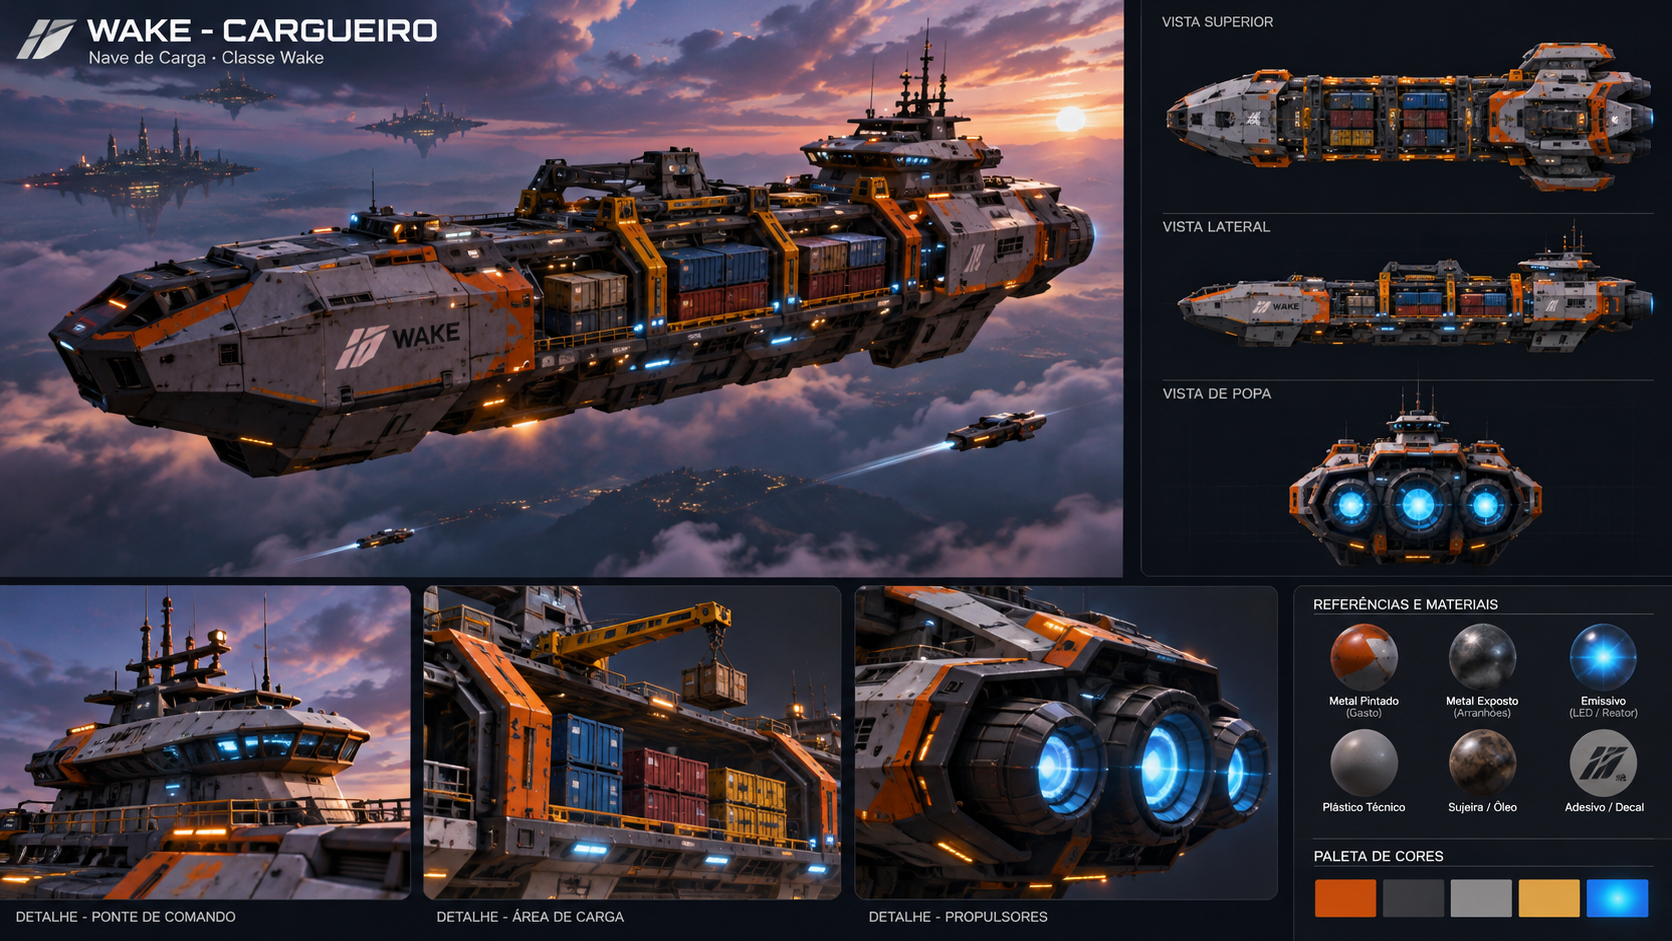 WAKE - CARGUEIRO
Nave de Carga · Classe Wake
WAKE
VISTA SUPERIOR
VISTA LATERAL
WAKE
VISTA DE POPA
DETALHE - PONTE DE COMANDO
DETALHE - ÁREA DE CARGA
DETALHE - PROPULSORES
REFERÊNCIAS E MATERIAIS
Metal Pintado
(Gasto)
Metal Exposto
(Arranhões)
Emissivo
(LED / Reator)
Plástico Técnico
Sujeira / Óleo
Adesivo / Decal
PALETA DE CORES